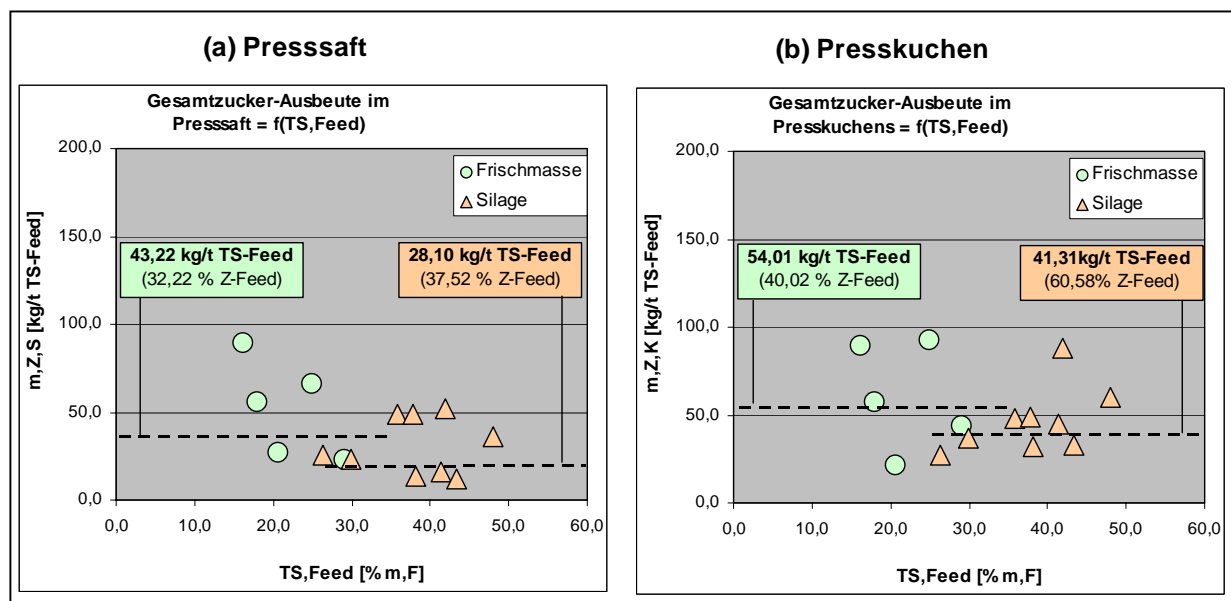 (a) Presssaft
Gesamtzucker-Ausbeute im
Presssaft = f(TS,Feed)
200,0
150,0
100,0
50,0
0,0
m,Z,S [kg/t TS-Feed]
Frischmasse
Silage
43,22 kg/t TS-Feed
(32,22 % Z-Feed)
28,10 kg/t TS-Feed
(37,52 % Z-Feed)
0,0 10,0 20,0 30,0 40,0 50,0 60,0
TS,Feed [% m,F]
(b) Presskuchen
Gesamtzucker-Ausbeute im
Presskuchens = f(TS,Feed)
200,0
150,0
100,0
50,0
0,0
m,Z,K [kg/t TS-Feed]
Frischmasse
Silage
54,01 kg/t TS-Feed
(40,02 % Z-Feed)
41,31kg/t TS-Feed
(60,58% Z-Feed)
0,0 10,0 20,0 30,0 40,0 50,0 60,0
TS,Feed [% m,F]